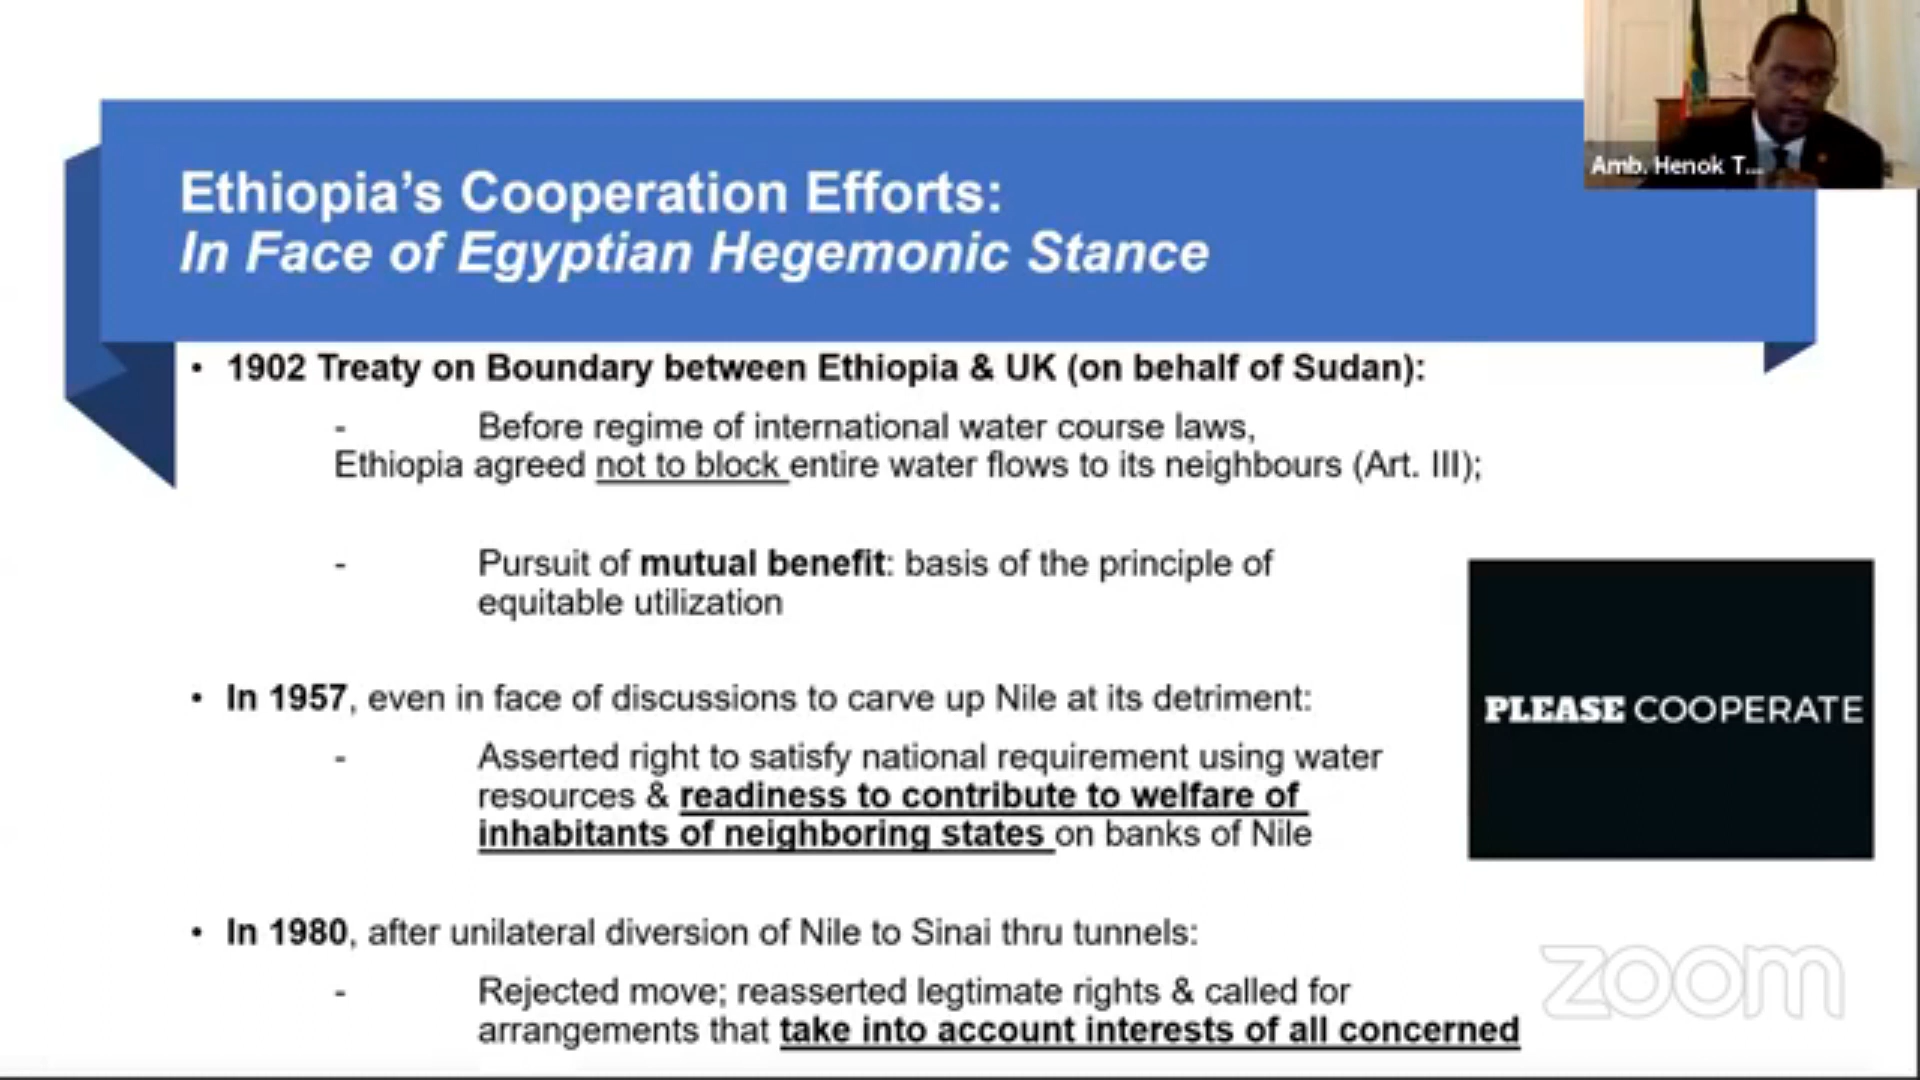 Amb. Henok T...
Ethiopia’s Cooperation Efforts:
In Face of Egyptian Hegemonic Stance
• 1902 Treaty on Boundary between Ethiopia & UK (on behalf of Sudan):
- Before regime of international water course laws,
Ethiopia agreed not to block entire water flows to its neighbours (Art. III);
- Pursuit of mutual benefit: basis of the principle of
equitable utilization
• In 1957, even in face of discussions to carve up Nile at its detriment:
- Asserted right to satisfy national requirement using water
resources & readiness to contribute to welfare of
inhabitants of neighboring states on banks of Nile
• In 1980, after unilateral diversion of Nile to Sinai thru tunnels:
- Rejected move; reasserted legtimate rights & called for
arrangements that take into account interests of all concerned
PLEASE COOPERATE
zoom